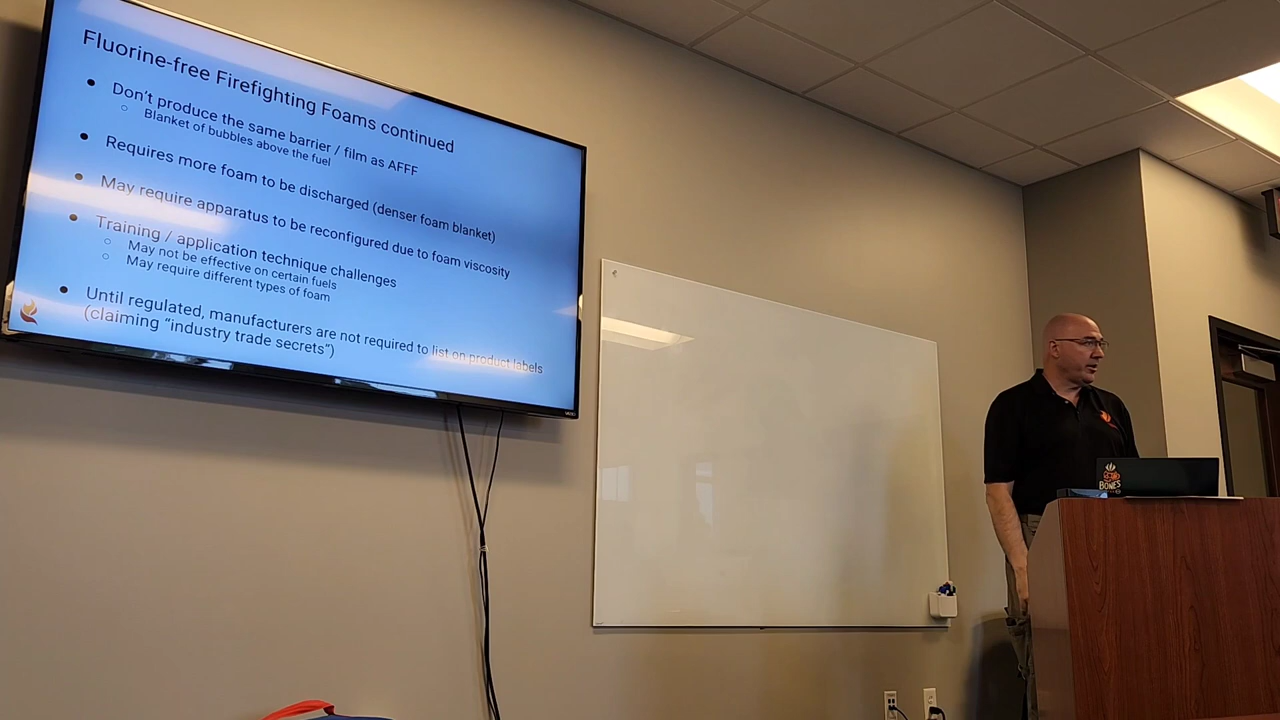 Fluorine-free Firefighting Foams continued
Don't produce the same barrier / film as AFFF
Blanket of bubbles above the fuel
Requires more foam to be discharged (denser foam blanket)
May require apparatus to be reconfigured due to foam viscosity
Training / application technique challenges
May not be effective on certain fuels
May require different types of foam
Until regulated, manufacturers are not required to list on product labels
(claiming "industry trade secrets")
VIZIO
BONES